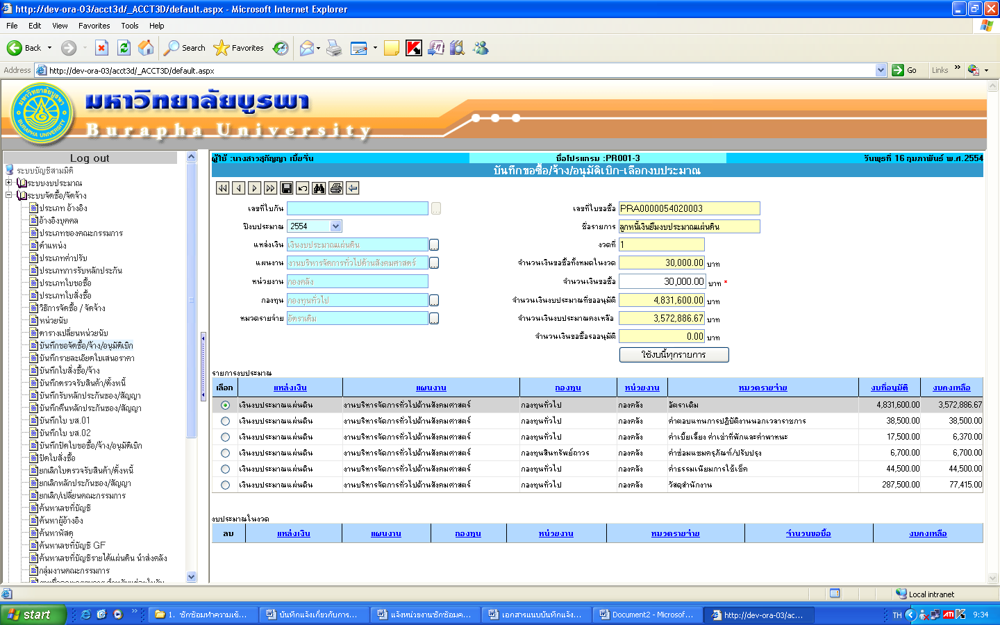 http://dev-ora-03/acct3d/_ACCT3D/default.aspx - Microsoft Internet Explorer
File Edit View Favorites Tools Help
Back Search Favorites
Address http://dev-ora-03/acct3d/_ACCT3D/default.aspx Go Links »
มหาวิทยาลัยบูรพา
Burapha University
Log out
ระบบบัญชีสามมิติ
ระบบงบประมาณ
ระบบจัดซื้อ/จัดจ้าง
ประเภท อ้างอิง
อ้างอิงบุคคล
ประเภทของคณะกรรมการ
ตำแหน่ง
ประเภทค่าปรับ
ประเภทการรับหลักประกัน
ประเภทใบขอซื้อ
ประเภทใบสั่งซื้อ
วิธีการจัดซื้อ / จัดจ้าง
หน่วยนับ
ตารางเปลี่ยนหน่วยนับ
บันทึกขอจัดซื้อ/จ้าง/อนุมัติเบิก
บันทึกรายละเอียดใบเสนอราคา
บันทึกใบสั่งซื้อ/จ้าง
บันทึกตรวจรับสินค้า/ตั้งหนี้
บันทึกรับหลักประกันซอง/สัญญา
บันทึกคืนหลักประกันซอง/สัญญา
บันทึกใบ บส.01
บันทึกใบ บส.02
บันทึกปิดใบขอซื้อ/จ้าง/อนุมัติเบิก
ปิดใบสั่งซื้อ
ยกเลิกใบตรวจรับสินค้า/ตั้งหนี้
ยกเลิกหลักประกันซอง/สัญญา
ยกเลิก/เปลี่ยนคณะกรรมการ
ค้นหาเลขที่บัญชี
ค้นหาผู้อ้างอิง
ค้นหาพัสดุ
ค้นหาเลขที่บัญชี GF
ค้นหาเลขที่บัญชีรายได้แผ่นดิน นำส่งคลัง
กลุ่มงานคณะกรรมการ
ผู้ใช้ :นางสาวสุกัญญา เบี้ยจั่น ชื่อโปรแกรม :PR001-3 วันพุธที่ 16 กุมภาพันธ์ พ.ศ.2554
บันทึกขอซื้อ/จ้าง/อนุมัติเบิก-เลือกงบประมาณ
เลขที่ใบกัน ... เลขที่ใบขอซื้อ PRA0000054020003
ปีงบประมาณ 2554 ชื่อรายการ ลูกหนี้เงินยืมงบประมาณแผ่นดิน
แหล่งเงิน เงินงบประมาณแผ่นดิน ... งวดที่ 1
แผนงาน งานบริหารจัดการทั่วไปด้านสังคมศาสตร์ ... จำนวนเงินขอซื้อทั้งหมดในงวด 30,000.00 บาท
หน่วยงาน กองคลัง จำนวนเงินขอซื้อ 30,000.00 บาท *
กองทุน กองทุนทั่วไป ... จำนวนเงินงบประมาณที่ขออนุมัติ 4,831,600.00 บาท
หมวดรายจ่าย อัตราเดิม ... จำนวนเงินงบประมาณคงเหลือ 3,572,886.67 บาท
จำนวนเงินขอซื้อรออนุมัติ 0.00 บาท
ใช้งบนี้ทุกรายการ
รายการงบประมาณ
เลือก แหล่งเงิน แผนงาน กองทุน หน่วยงาน หมวดรายจ่าย งบที่อนุมัติ งบคงเหลือ
เงินงบประมาณแผ่นดิน งานบริหารจัดการทั่วไปด้านสังคมศาสตร์ กองทุนทั่วไป กองคลัง อัตราเดิม 4,831,600.00 3,572,886.67
เงินงบประมาณแผ่นดิน งานบริหารจัดการทั่วไปด้านสังคมศาสตร์ กองทุนทั่วไป กองคลัง ค่าตอบแทนการปฏิบัติงานนอกเวลาราชการ 38,500.00 38,500.00
เงินงบประมาณแผ่นดิน งานบริหารจัดการทั่วไปด้านสังคมศาสตร์ กองทุนทั่วไป กองคลัง ค่าเบี้ยเลี้ยง ค่าเช่าที่พักและค่าพาหนะ 17,500.00 6,370.00
เงินงบประมาณแผ่นดิน งานบริหารจัดการทั่วไปด้านสังคมศาสตร์ กองทุนสินทรัพย์ถาวร กองคลัง ค่าซ่อมแซมครุภัณฑ์/ปรับปรุง 6,700.00 6,700.00
เงินงบประมาณแผ่นดิน งานบริหารจัดการทั่วไปด้านสังคมศาสตร์ กองทุนทั่วไป กองคลัง ค่าธรรมเนียมการใช้เช็ค 44,500.00 44,500.00
เงินงบประมาณแผ่นดิน งานบริหารจัดการทั่วไปด้านสังคมศาสตร์ กองทุนทั่วไป กองคลัง วัสดุสำนักงาน 287,500.00 77,415.00
งบประมาณในงวด
ลบ แหล่งเงิน แผนงาน กองทุน หน่วยงาน หมวดรายจ่าย จำนวนขอซื้อ งบคงเหลือ
Local intranet
start » 1. ซักซ้อมทำความเข้... บันทึกแจ้งเกี่ยวกับการ... แจ้งหน่วยงานซักซ้อมค... เอกสารแนบบันทึกแจ้ง... Document2 - Microsof... http://dev-ora-03/ac... TH ATI 9:34